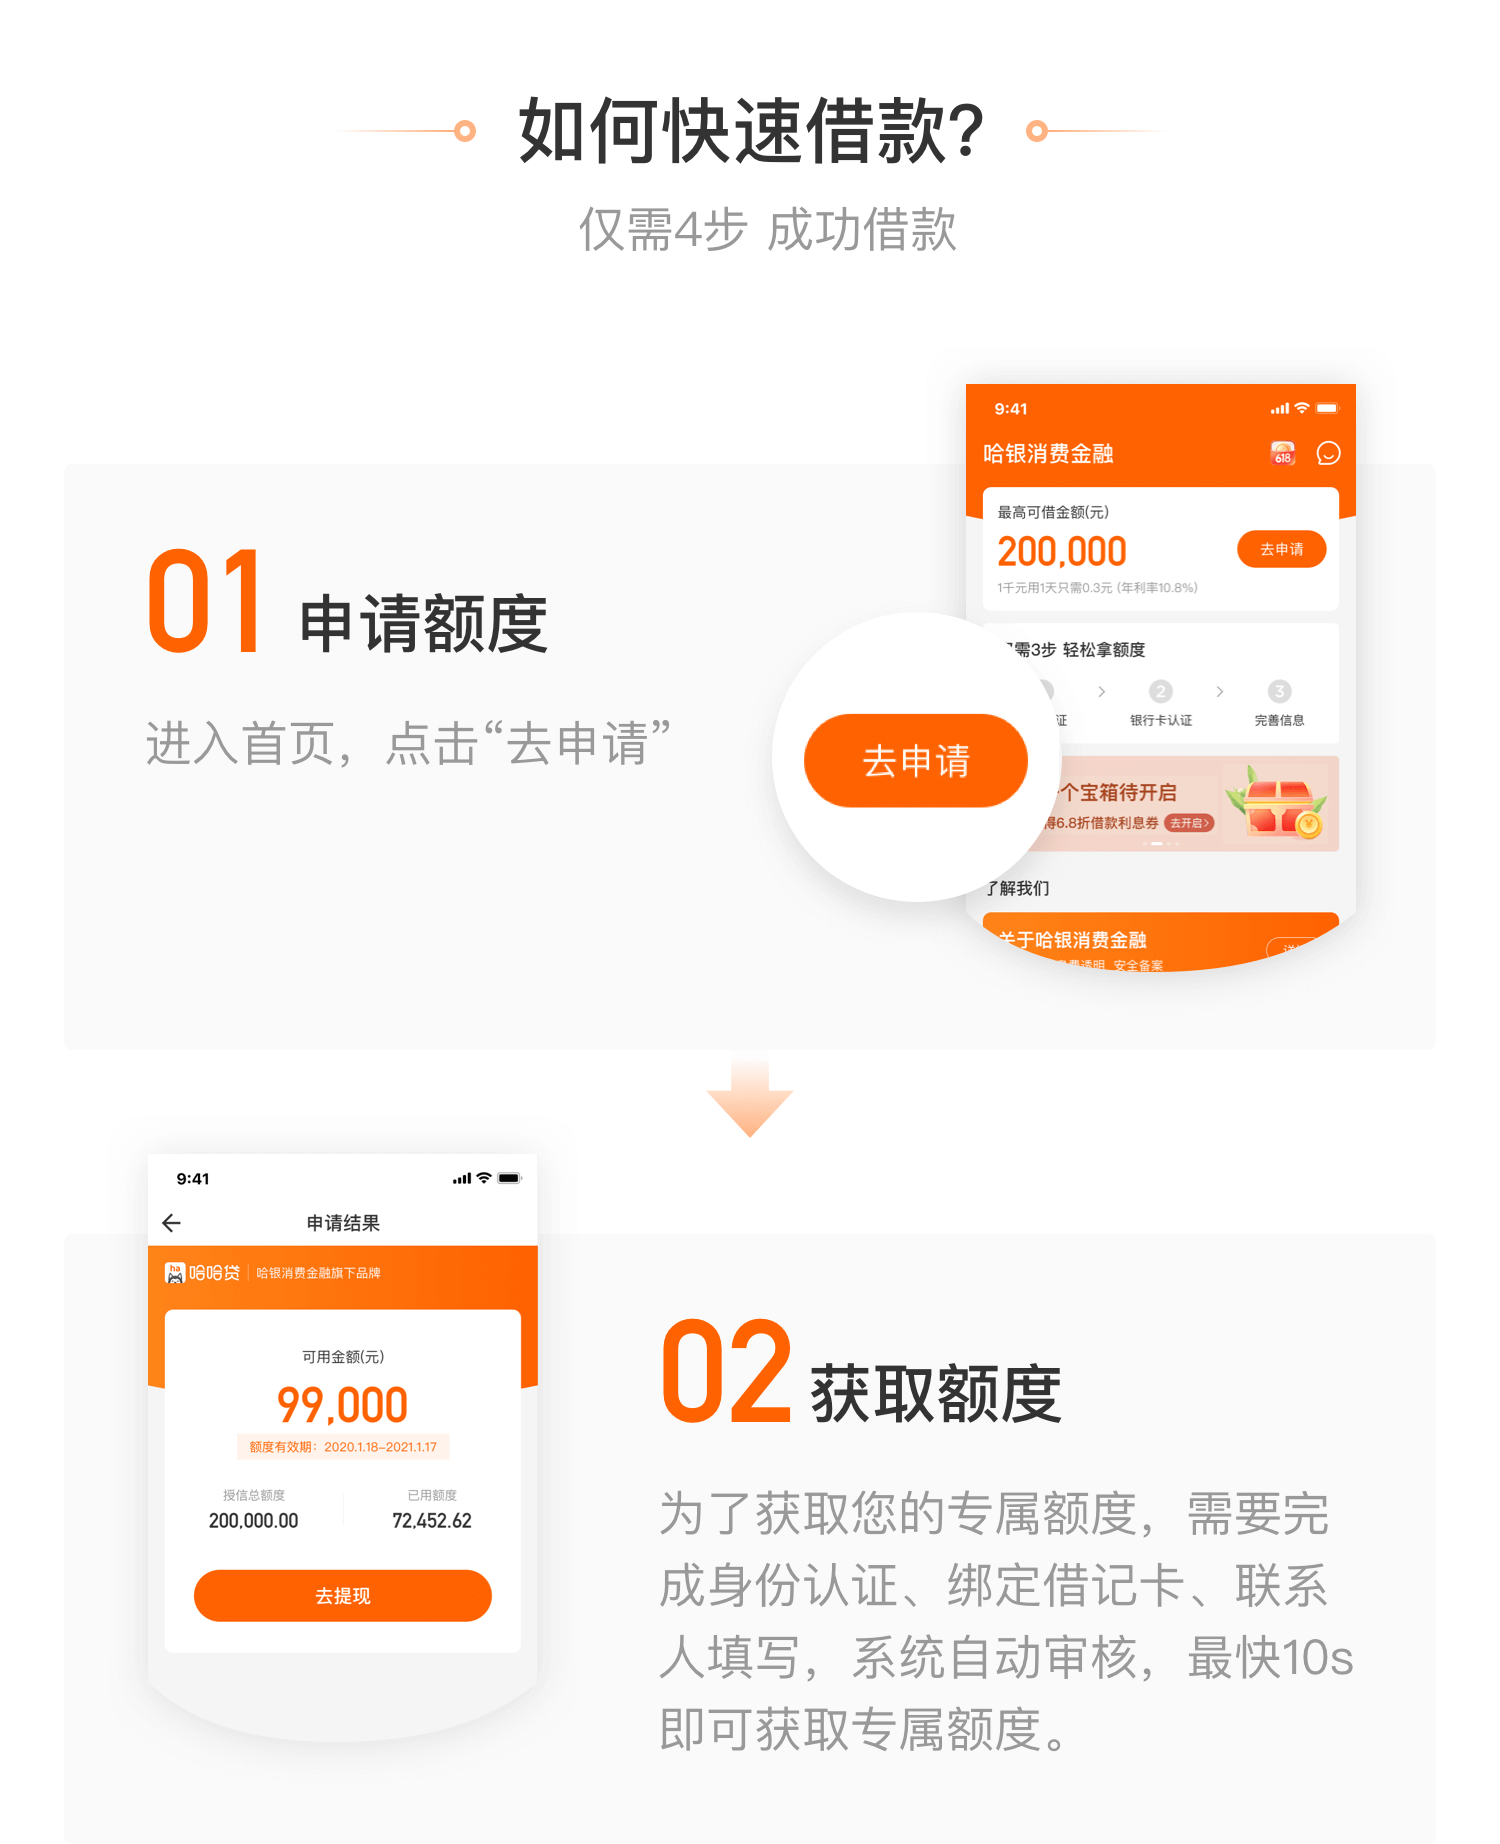 如何快速借款?
仅需4步 成功借款
01 申请额度
进入首页，点击“去申请”
9:41
哈银消费金融
618
最高可借金额(元)
200,000
去申请
1千元用1天只需0.3元 (年利率10.8%)
需3步 轻松拿额度
2
3
证
银行卡认证
完善信息
去申请
个宝箱待开启
得6.8折借款利息券 去开启>
了解我们
关于哈银消费金融
费透明 安全备案
9:41
申请结果
ha
哈哈贷 哈银消费金融旗下品牌
可用金额(元)
99,000
额度有效期：2020.1.18-2021.1.17
授信总额度
已用额度
200,000.00
72,452.62
去提现
02 获取额度
为了获取您的专属额度，需要完
成身份认证、绑定借记卡、联系
人填写，系统自动审核，最快10s
即可获取专属额度。